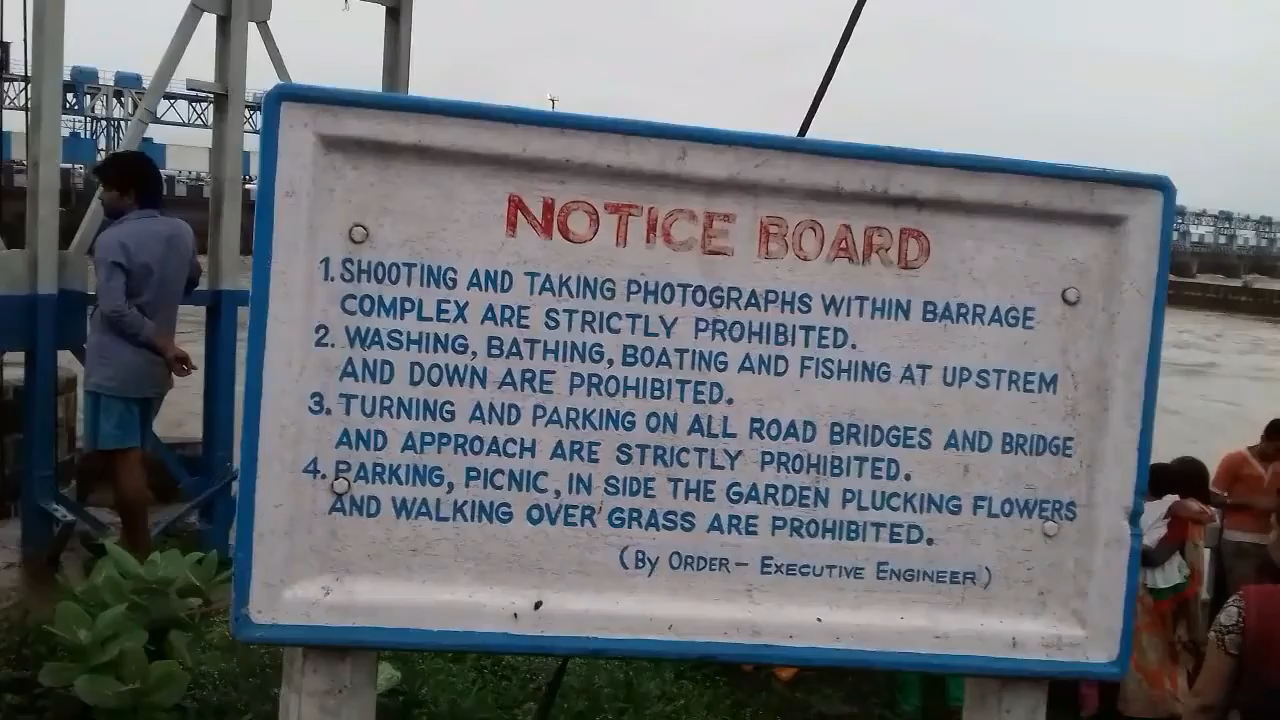 NOTICE BOARD
1. SHOOTING AND TAKING PHOTOGRAPHS WITHIN BARRAGE
COMPLEX ARE STRICTLY PROHIBITED.
2. WASHING, BATHING, BOATING AND FISHING AT UPSTREM
AND DOWN ARE PROHIBITED.
3. TURNING AND PARKING ON ALL ROAD BRIDGES AND BRIDGE
AND APPROACH ARE STRICTLY PROHIBITED.
4. PARKING, PICNIC, IN SIDE THE GARDEN PLUCKING FLOWERS
AND WALKING OVER GRASS ARE PROHIBITED.
(By ORDER - EXECUTIVE ENGINEER)